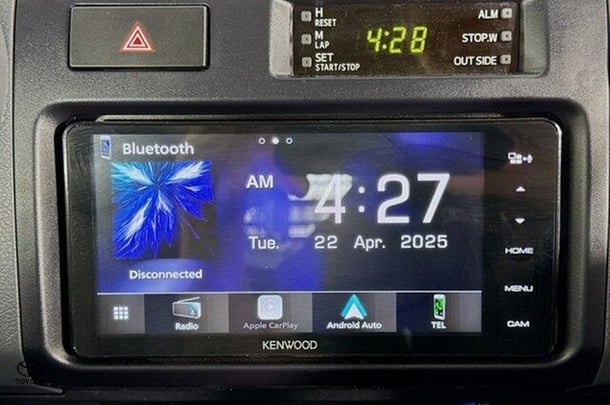 H
RESET
M
LAP
SET
START/STOP
4:28
ALM
STOP.W
OUT SIDE
Bluetooth
AM
4:27
Tue. 22 Apr. 2025
Disconnected
Radio
Apple CarPlay
Android Auto
TEL
HOME
MENU
CAM
KENWOOD